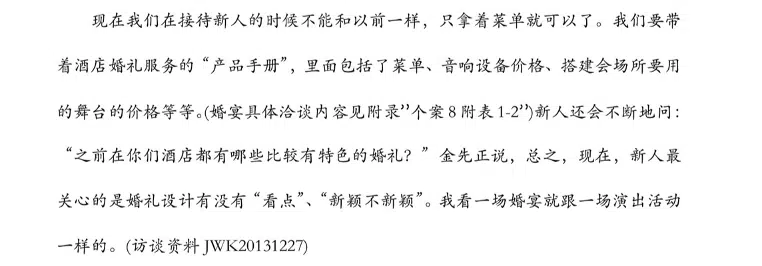 现在我们在接待新人的时候不能和以前一样，只拿着菜单就可以了。我们要带
着酒店婚礼服务的“产品手册”，里面包括了菜单、音响设备价格、搭建会场所要用
的舞台的价格等等。(婚宴具体洽谈内容见附录”个案 8 附表 1-2”)新人还会不断地问：
“之前在你们酒店都有哪些比较有特色的婚礼？”金先正说，总之，现在，新人最
关心的是婚礼设计有没有“看点”、“新颖不新颖”。我看一场婚宴就跟一场演出活动
一样的。(访谈资料 JWK20131227)